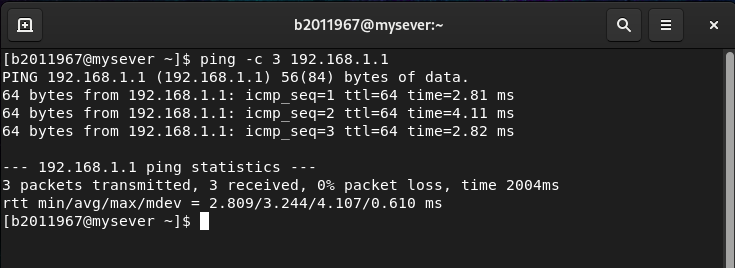 b2011967@mysever:~
[b2011967@mysever ~]$ ping -c 3 192.168.1.1
PING 192.168.1.1 (192.168.1.1) 56(84) bytes of data.
64 bytes from 192.168.1.1: icmp_seq=1 ttl=64 time=2.81 ms
64 bytes from 192.168.1.1: icmp_seq=2 ttl=64 time=4.11 ms
64 bytes from 192.168.1.1: icmp_seq=3 ttl=64 time=2.82 ms
--- 192.168.1.1 ping statistics ---
3 packets transmitted, 3 received, 0% packet loss, time 2004ms
rtt min/avg/max/mdev = 2.809/3.244/4.107/0.610 ms
[b2011967@mysever ~]$